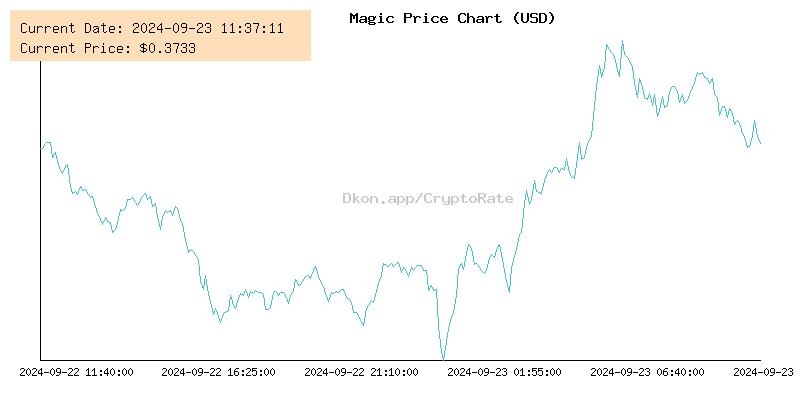 Magic Price Chart (USD)
Current Date: 2024-09-23 11:37:11
Current Price: $0.3733
Dkon.app/CryptoRate
2024-09-22 11:40:00 2024-09-22 16:25:00 2024-09-22 21:10:00 2024-09-23 01:55:00 2024-09-23 06:40:00 2024-09-23